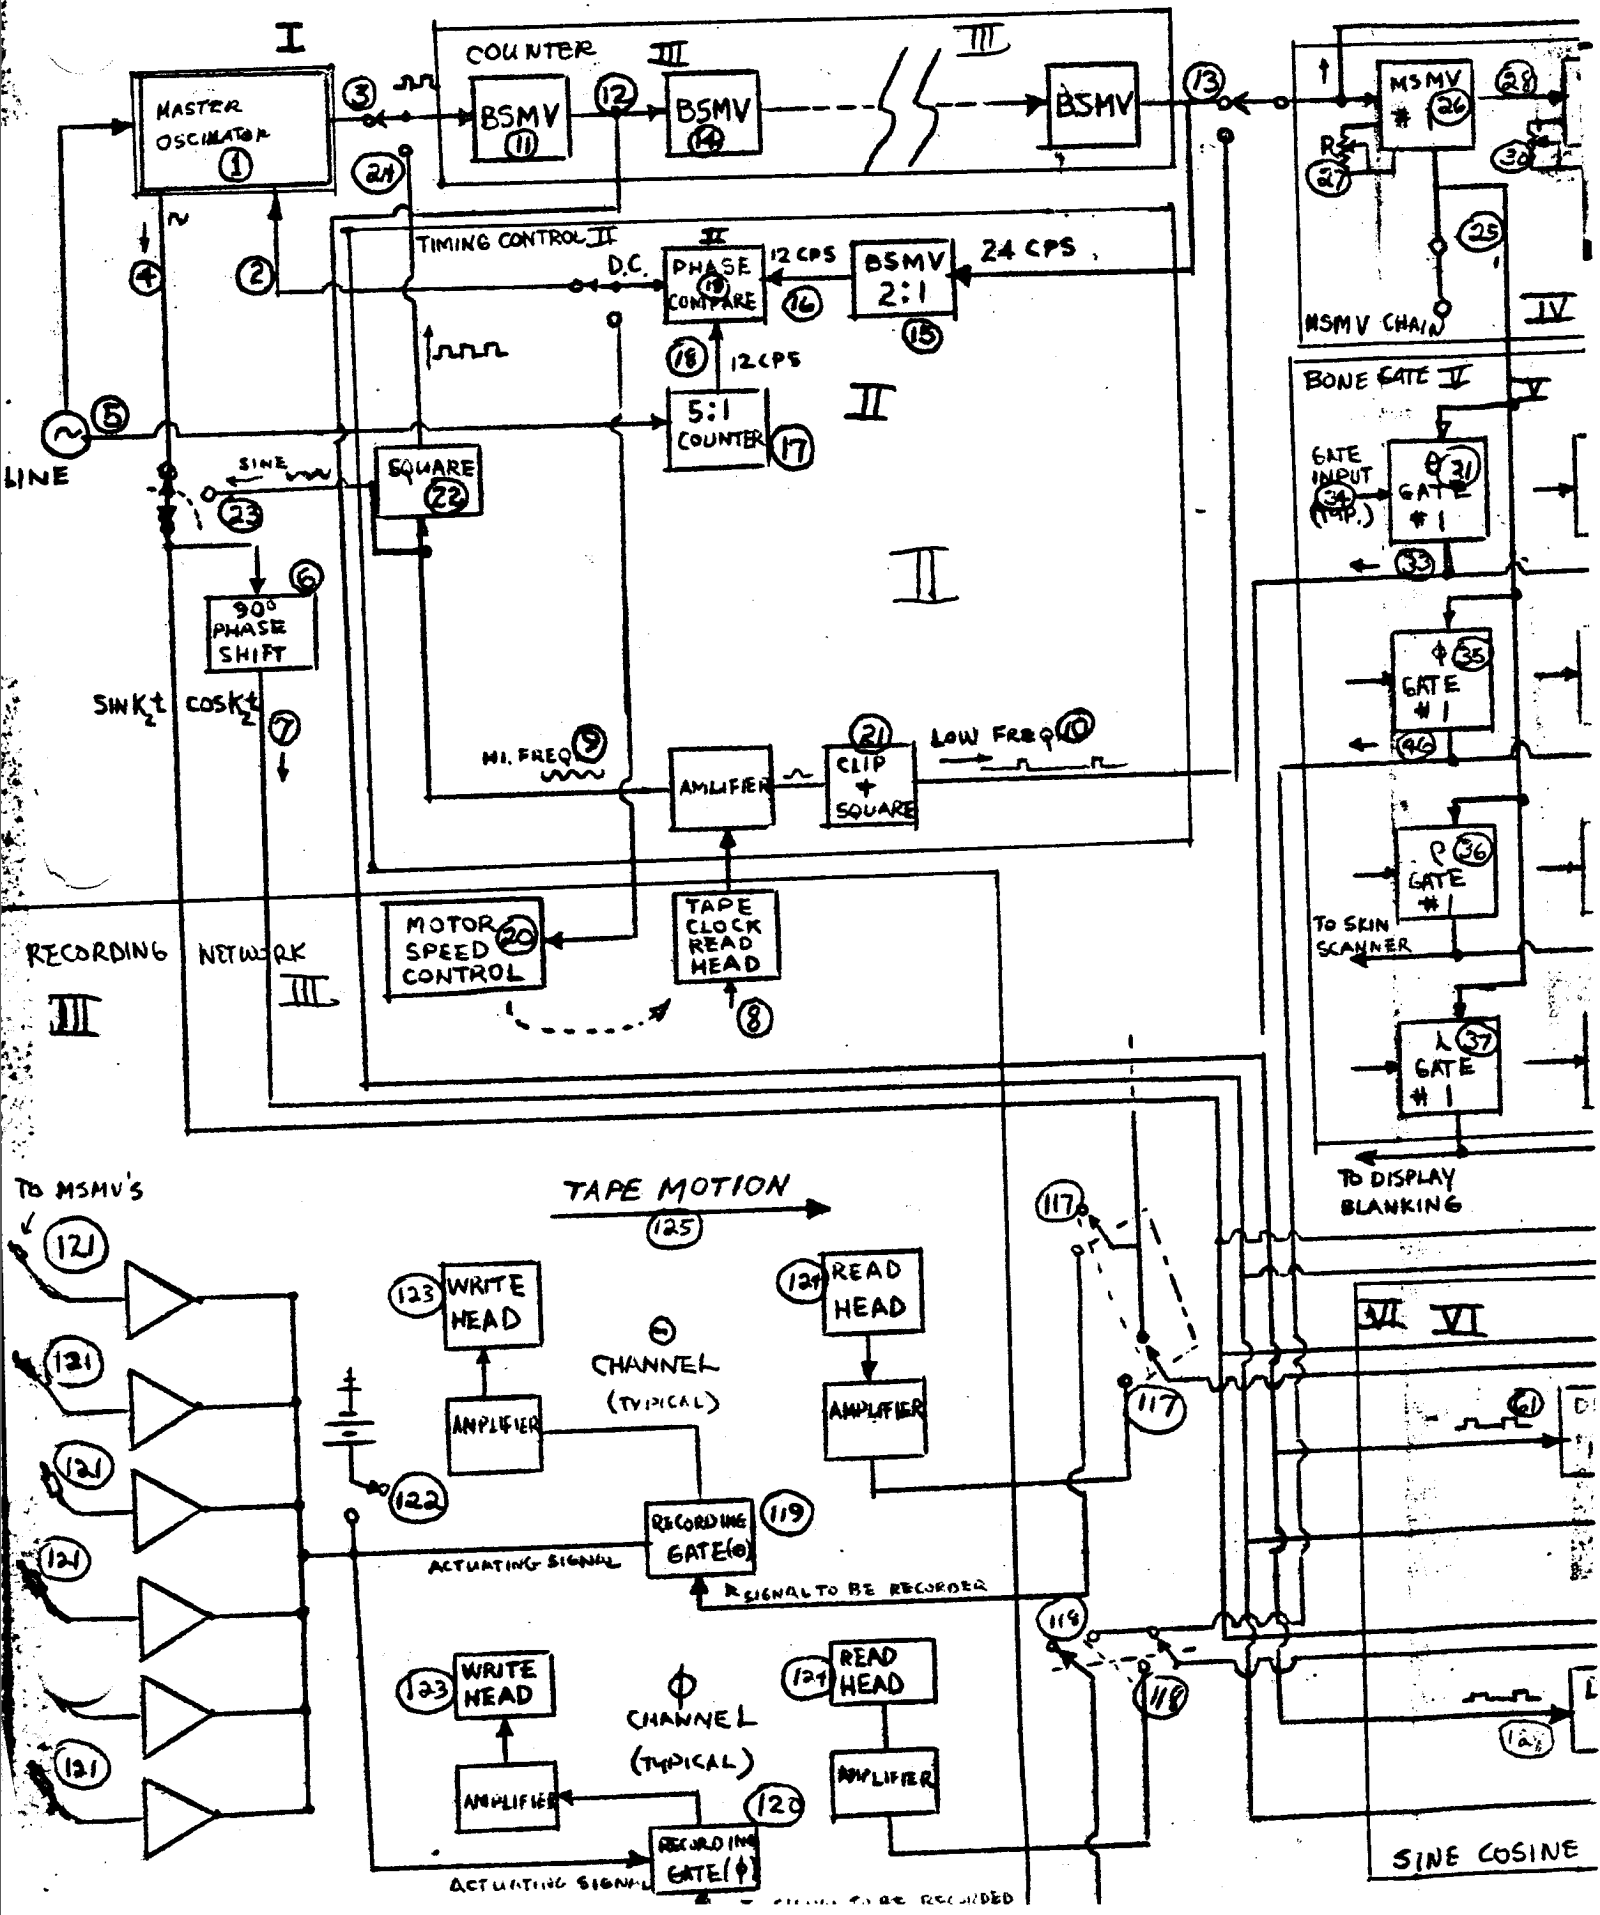 I
MASTER
OSCILATOR
1
3
COUNTER
III
III
BSMV
11
12
BSMV
14
BSMV
13
24
MSMV
# 1
26
28
R
27
30
25
MSMV CHAIN
IV
4
2
TIMING CONTROL II
D.C.
II
PHASE
19
COMPARE
12 CPS
16
BSMV
2:1
15
24 CPS
18
12 CPS
5:1
COUNTER
17
II
5
LINE
SINE
23
SQUARE
22
II
6
90°
PHASE
SHIFT
SIN K₂t
COS K₂t
7
HI. FREQ.
9
AMLIFIER
21
CLIP
+
SQUARE
LOW FREQ
10
BONE GATE V
V
GATE
INPUT
34
(TYP.)
Θ
31
GATE
# 1
33
Φ
35
GATE
# 1
46
ρ
36
GATE
# 1
TO SKIN
SCANNER
λ
37
GATE
# 1
TO DISPLAY
BLANKING
RECORDING NETWORK
III
III
MOTOR
SPEED
CONTROL
20
TAPE
CLOCK
READ
HEAD
8
TO MSMV'S
121
121
121
121
121
TAPE MOTION
125
123
WRITE
HEAD
AMPLIFIER
Θ
CHANNEL
(TYPICAL)
124
READ
HEAD
AMPLIFIER
117
117
122
RECORDING
GATE(Θ)
119
ACTUATING SIGNAL
SIGNAL TO BE RECORDER
118
118
123
WRITE
HEAD
AMPLIFIER
Φ
CHANNEL
(TYPICAL)
124
READ
HEAD
AMPLIFIER
120
RECORDING
GATE(Φ)
ACTUATING SIGNAL
TO BE RECORDED
VI
VI
61
SINE COSINE